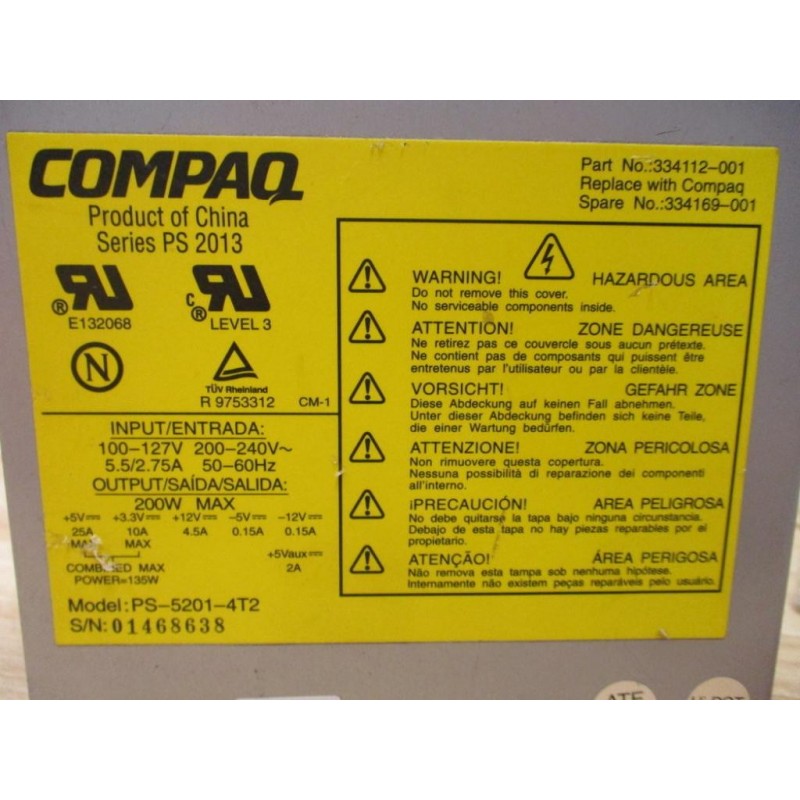 COMPAQ
Product of China
Series PS 2013
Part No.:334112-001
Replace with Compaq
Spare No.:334169-001
®
E132068
C
®
LEVEL 3
N
TÜV Rheinland
R 9753312
CM-1
INPUT/ENTRADA:
100-127V 200-240V~
5.5/2.75A 50-60Hz
OUTPUT/SAÍDA/SALIDA:
200W MAX
+5V⎓ +3.3V⎓ +12V⎓ -5V⎓ -12V⎓
25A 10A 4.5A 0.15A 0.15A
MAX MAX
+5Vaux⎓
COMBINED MAX 2A
POWER=135W
Model:PS-5201-4T2
S/N:01468638
WARNING! HAZARDOUS AREA
Do not remove this cover.
No serviceable components inside.
ATTENTION! ZONE DANGEREUSE
Ne retirez pas ce couvercle sous aucun prétexte.
Ne contient pas de composants qui puissent être
entretenus par l'utilisateur ou par la clientèle.
VORSICHT! GEFAHR ZONE
Diese Abdeckung auf keinen Fall abnehmen.
Unter dieser Abdeckung befinden sich keine Teile,
die einer Wartung bedürfen.
ATTENZIONE! ZONA PERICOLOSA
Non rimuovere questa copertura.
Nessuna possibilità di riparazione dei componenti
all'interno.
¡PRECAUCIÓN! AREA PELIGROSA
No debe quitarse la tapa bajo ninguna circunstancia.
Debajo de esta tapa no hay piezas reparables por el
propietario.
ATENÇÃO! ÁREA PERIGOSA
Não remova esta tampa sob nenhuma hipótese.
Internamente não existem peças reparáveis pelo usuário.
ATE